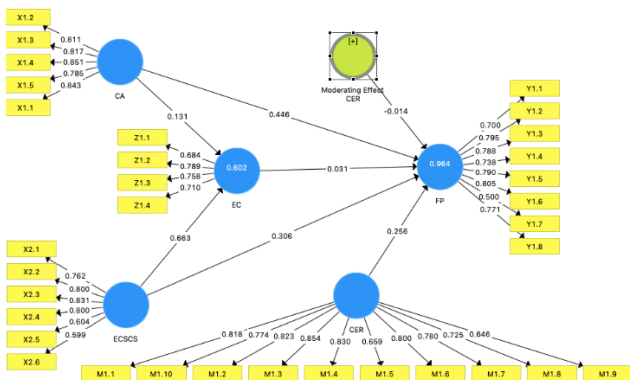 X1.2
X1.3
X1.4
X1.5
X1.1
0.811
0.817
0.851
0.785
0.843
CA
[+]
Moderating Effect
CER
-0.014
0.446
0.131
Z1.1
Z1.2
Z1.3
Z1.4
0.684
0.789
0.758
0.710
0.602
EC
0.031
0.964
FP
0.700
0.795
0.788
0.738
0.790
0.805
0.500
0.771
Y1.1
Y1.2
Y1.3
Y1.4
Y1.5
Y1.6
Y1.7
Y1.8
0.663
0.306
0.256
X2.1
X2.2
X2.3
X2.4
X2.5
X2.6
0.762
0.800
0.831
0.800
0.604
0.599
ECSCS
CER
0.818
0.774
0.823
0.854
0.830
0.659
0.800
0.780
0.725
0.646
M1.1
M1.10
M1.2
M1.3
M1.4
M1.5
M1.6
M1.7
M1.8
M1.9